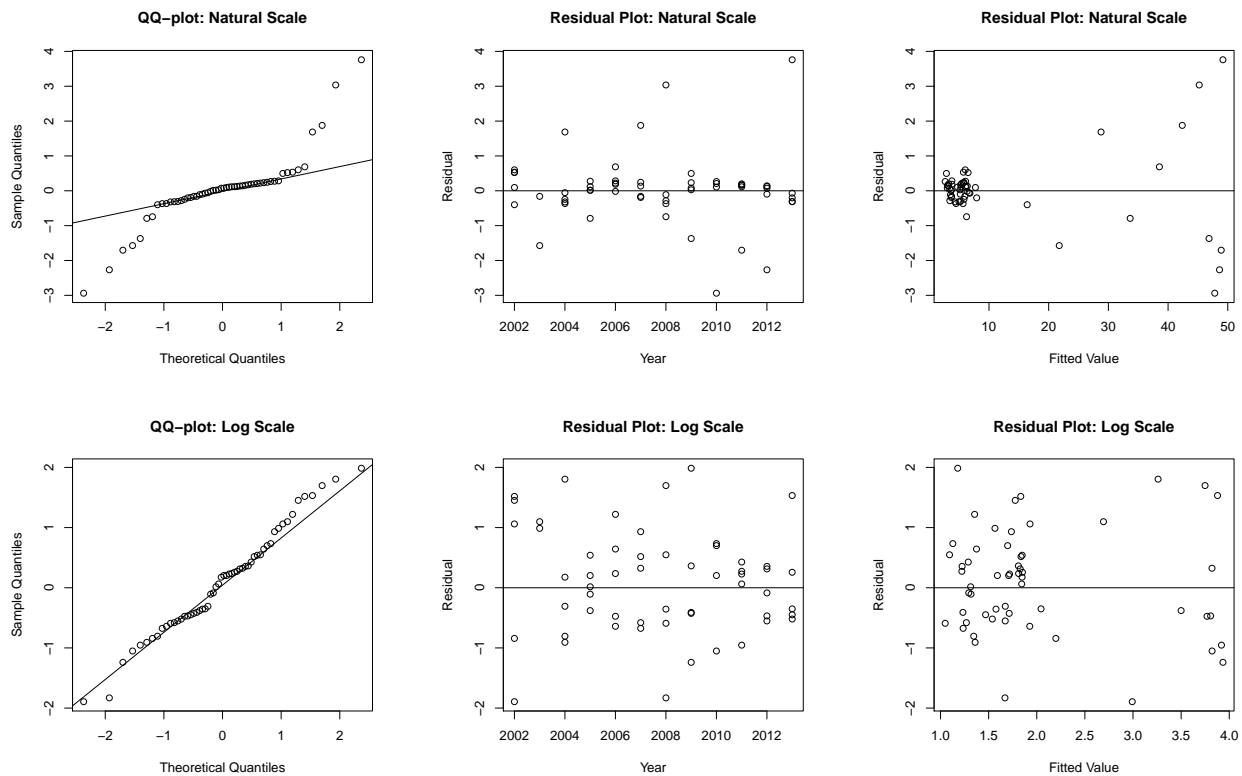 QQ−plot: Natural Scale
Sample Quantiles
4
3
2
1
0
−1
−2
−3
−2 −1 0 1 2
Theoretical Quantiles
Residual Plot: Natural Scale
Residual
4
3
2
1
0
−1
−2
−3
2002 2004 2006 2008 2010 2012
Year
Residual Plot: Natural Scale
Residual
4
3
2
1
0
−1
−2
−3
10 20 30 40 50
Fitted Value
QQ−plot: Log Scale
Sample Quantiles
2
1
0
−1
−2
−2 −1 0 1 2
Theoretical Quantiles
Residual Plot: Log Scale
Residual
2
1
0
−1
−2
2002 2004 2006 2008 2010 2012
Year
Residual Plot: Log Scale
Residual
2
1
0
−1
−2
1.0 1.5 2.0 2.5 3.0 3.5 4.0
Fitted Value